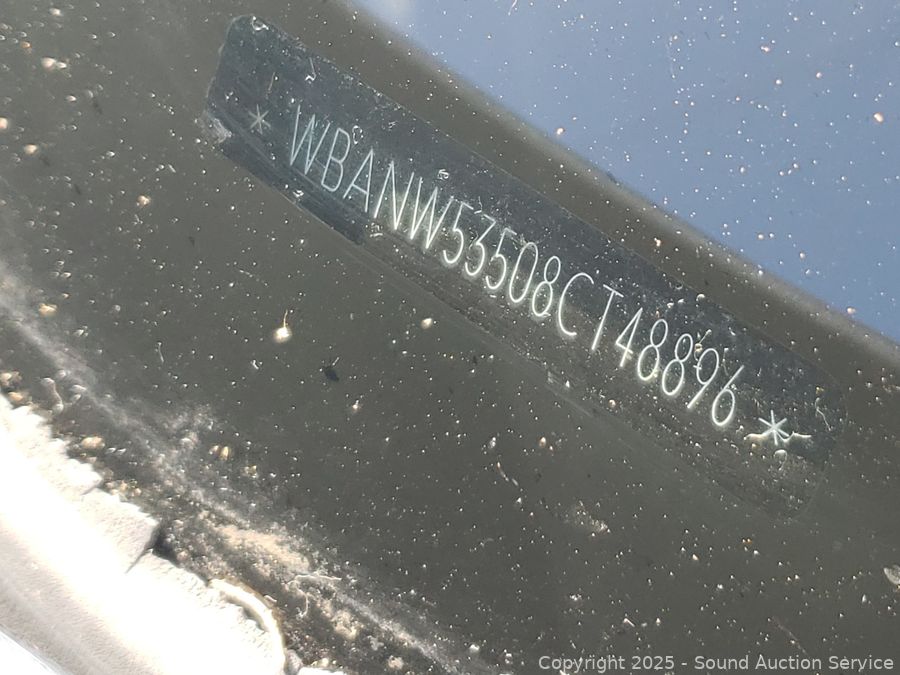 * WBANW53508CT48896 *
Copyright 2025 - Sound Auction Service